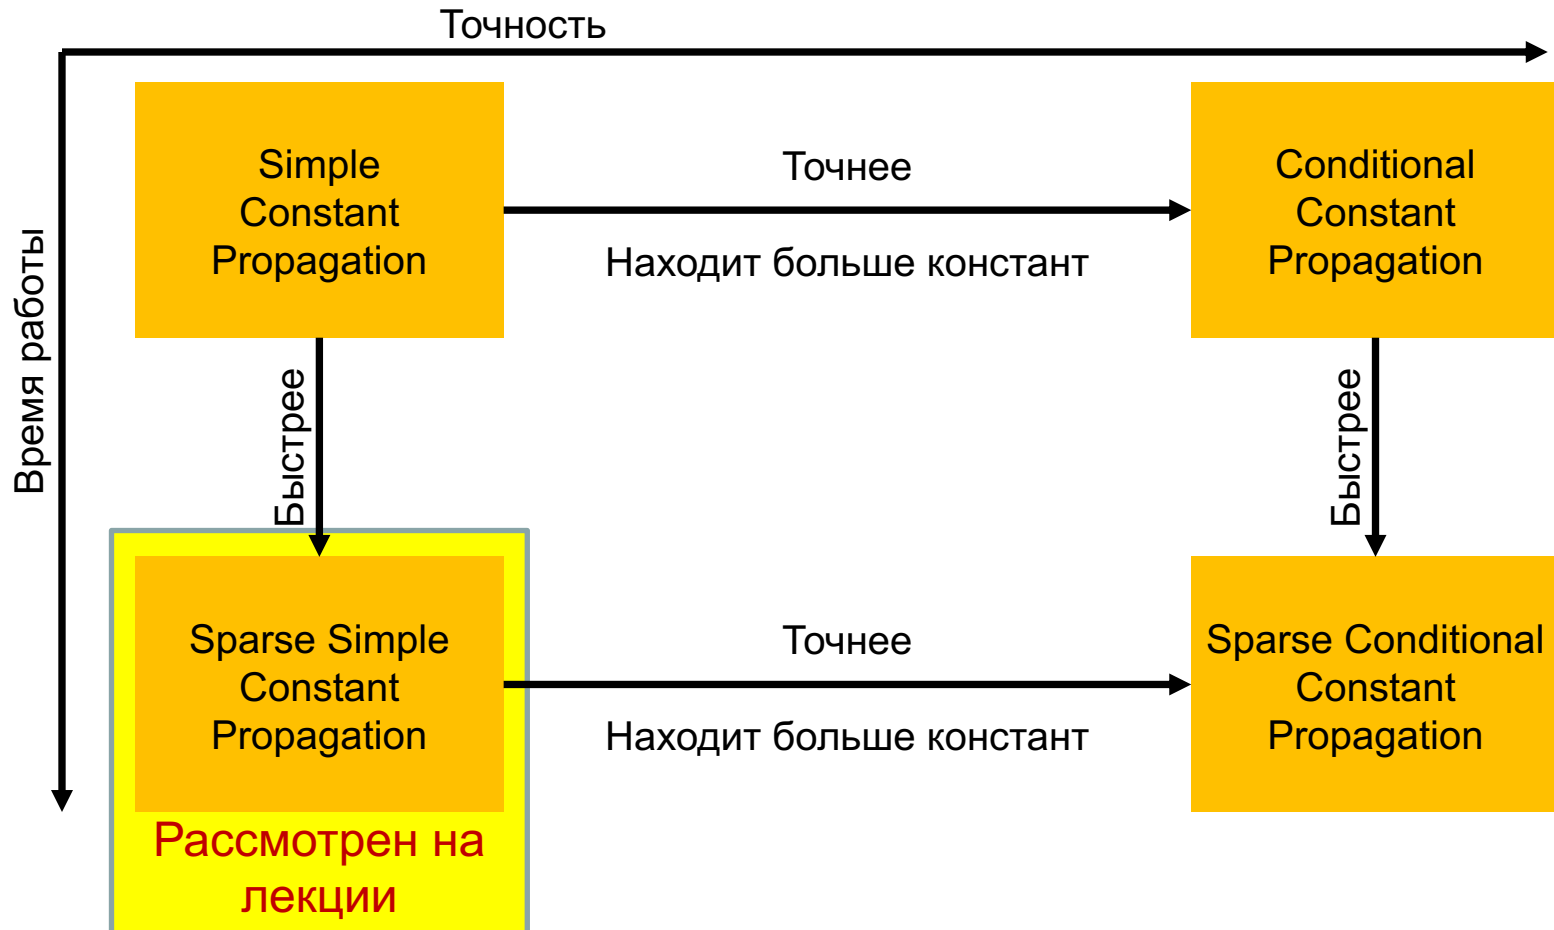 Точность
Время работы
Simple
Constant
Propagation
Точнее
Находит больше констант
Conditional
Constant
Propagation
Быстрее
Быстрее
Sparse Simple
Constant
Propagation
Точнее
Находит больше констант
Sparse Conditional
Constant
Propagation
Рассмотрен на
лекции